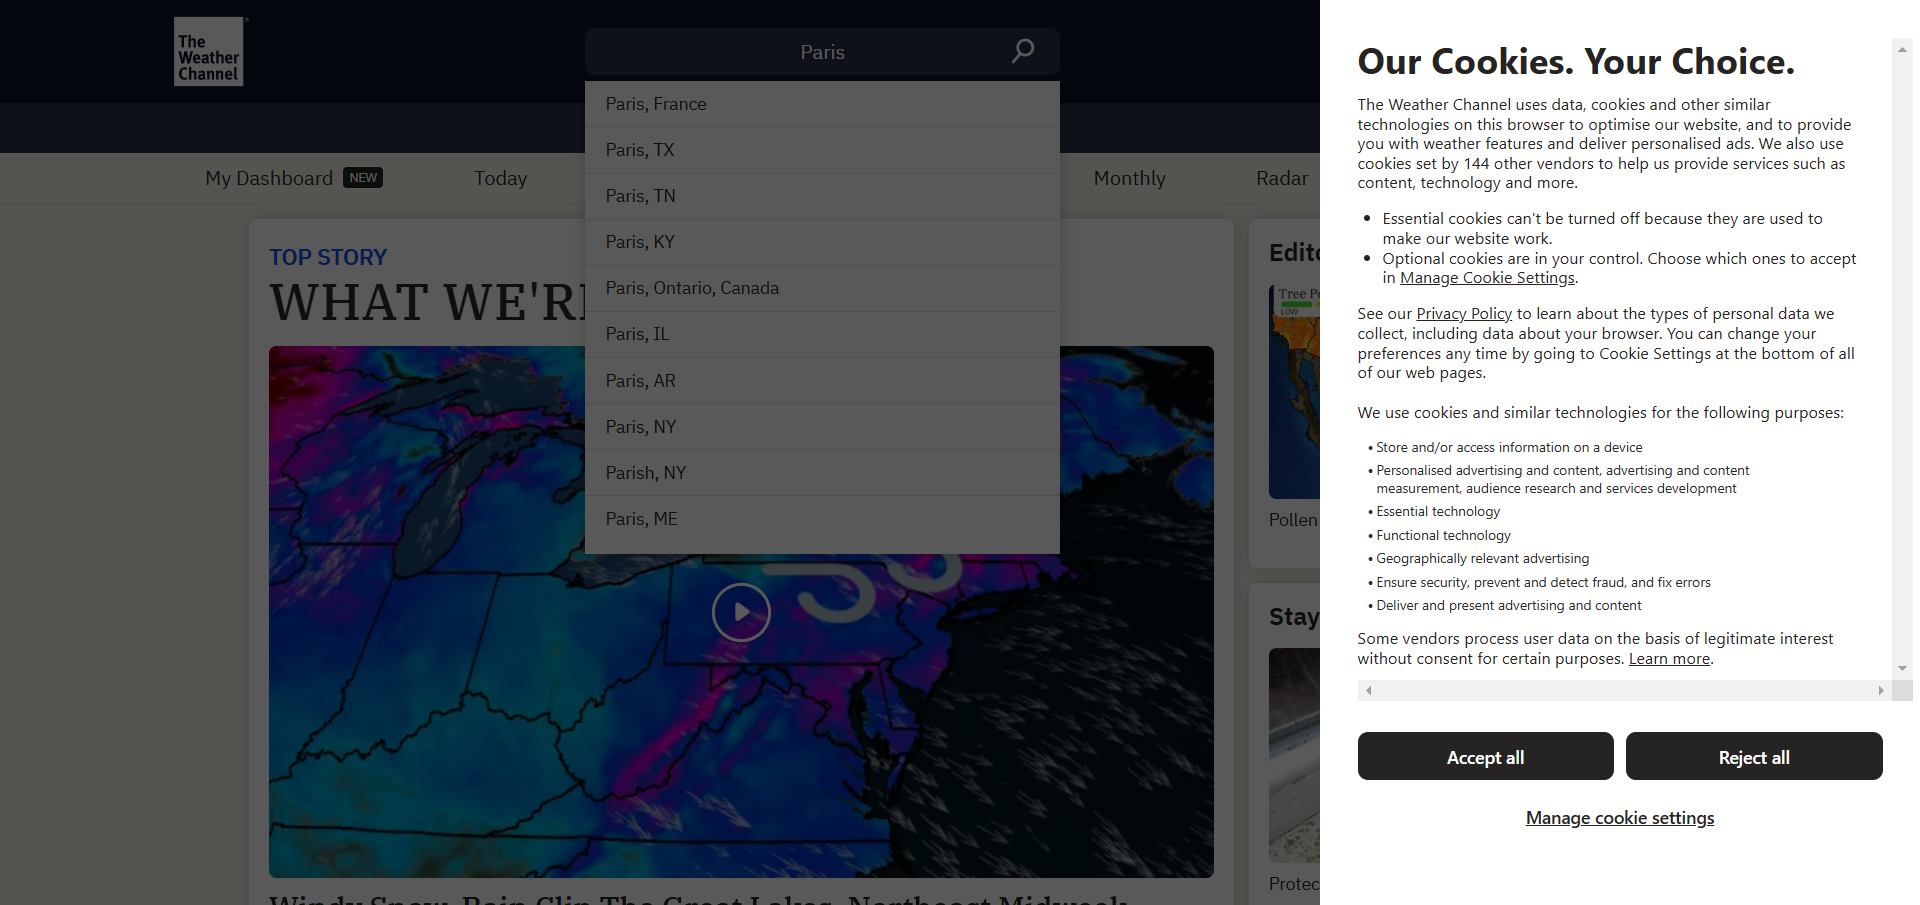 The
Weather
Channel
Paris
Paris, France
Paris, TX
Paris, TN
Paris, KY
Paris, Ontario, Canada
Paris, IL
Paris, AR
Paris, NY
Parish, NY
Paris, ME
My Dashboard NEW Today Monthly Radar
TOP STORY
WHAT WE'RE
Windy Snow, Rain Clip The Great Lakes, Northeast Midweek
Tree
LOW
Pollen
Stay
Our Cookies. Your Choice.
The Weather Channel uses data, cookies and other similar
technologies on this browser to optimise our website, and to provide
you with weather features and deliver personalised ads. We also use
cookies set by 144 other vendors to help us provide services such as
content, technology and more.
• Essential cookies can't be turned off because they are used to
make our website work.
• Optional cookies are in your control. Choose which ones to accept
in Manage Cookie Settings.
See our Privacy Policy to learn about the types of personal data we
collect, including data about your browser. You can change your
preferences any time by going to Cookie Settings at the bottom of all
of our web pages.
We use cookies and similar technologies for the following purposes:
• Store and/or access information on a device
• Personalised advertising and content, advertising and content
measurement, audience research and services development
• Essential technology
• Functional technology
• Geographically relevant advertising
• Ensure security, prevent and detect fraud, and fix errors
• Deliver and present advertising and content
Some vendors process user data on the basis of legitimate interest
without consent for certain purposes. Learn more.
Accept all Reject all
Manage cookie settings